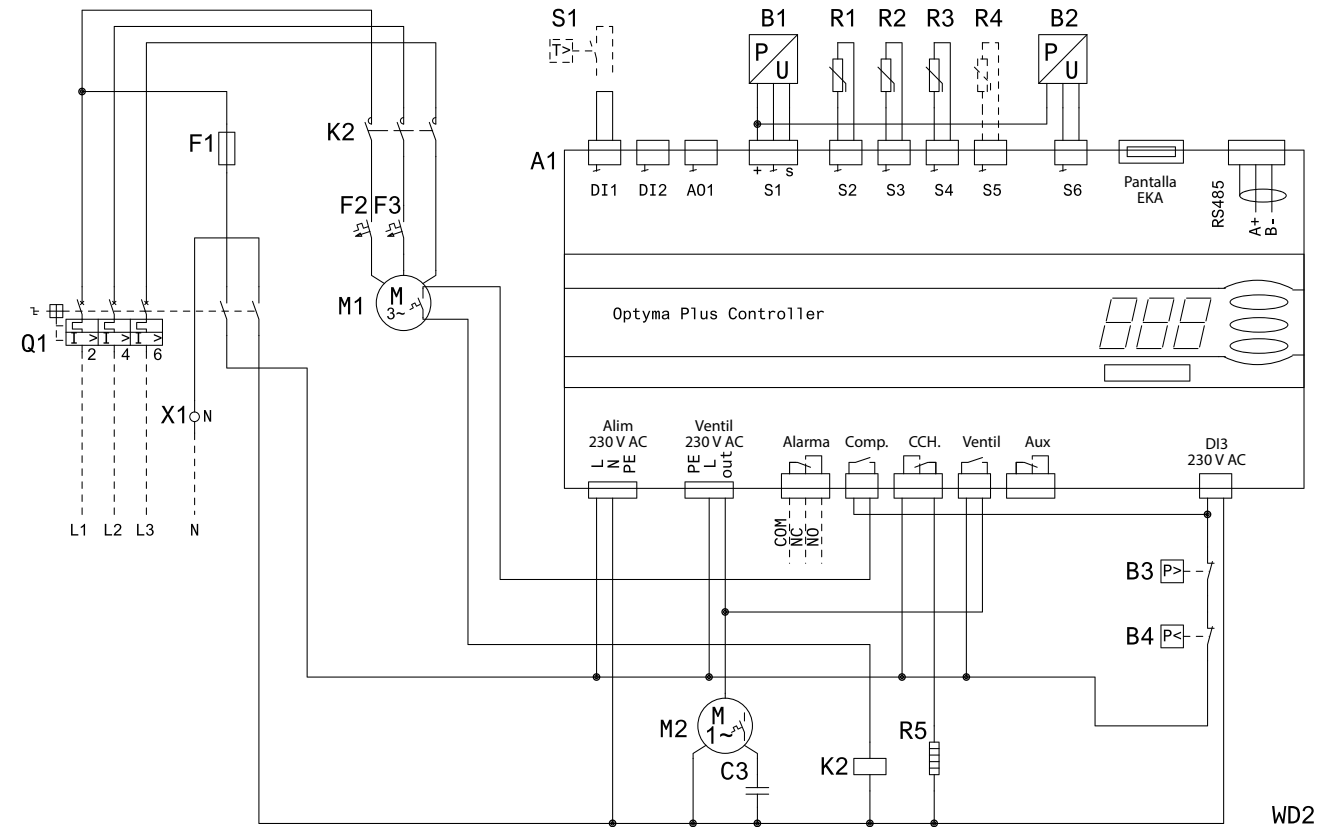 S1 B1 R1 R2 R3 R4 B2
T> P U P U
F1
K2
A1
+ s
DI1 DI2 AO1 S1 S2 S3 S4 S5 S6
Pantalla
EKA
RS485
A+
B-
F2 F3
M1
M
3~
Optyma Plus Controller
Q1
I > I > I >
2 4 6
X1 N
Alim
230 V AC
L
N
PE
Ventil
230 V AC
PE
L
out
Alarma Comp. CCH. Ventil Aux
DI3
230 V AC
L1 L2 L3 N
COM
NC
NO
B3 P>
B4 P<
M2
M
1~
C3
K2
R5
WD2